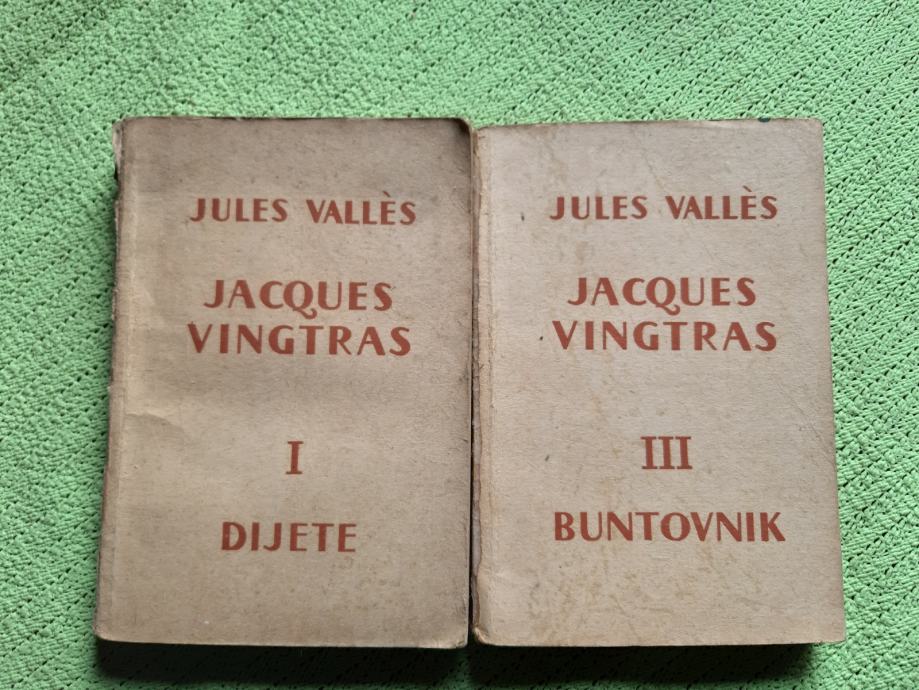 JULES VALLÈS
JACQUES
VINGTRAS
I
DIJETE
JULES VALLÈS
JACQUES
VINGTRAS
III
BUNTOVNIK